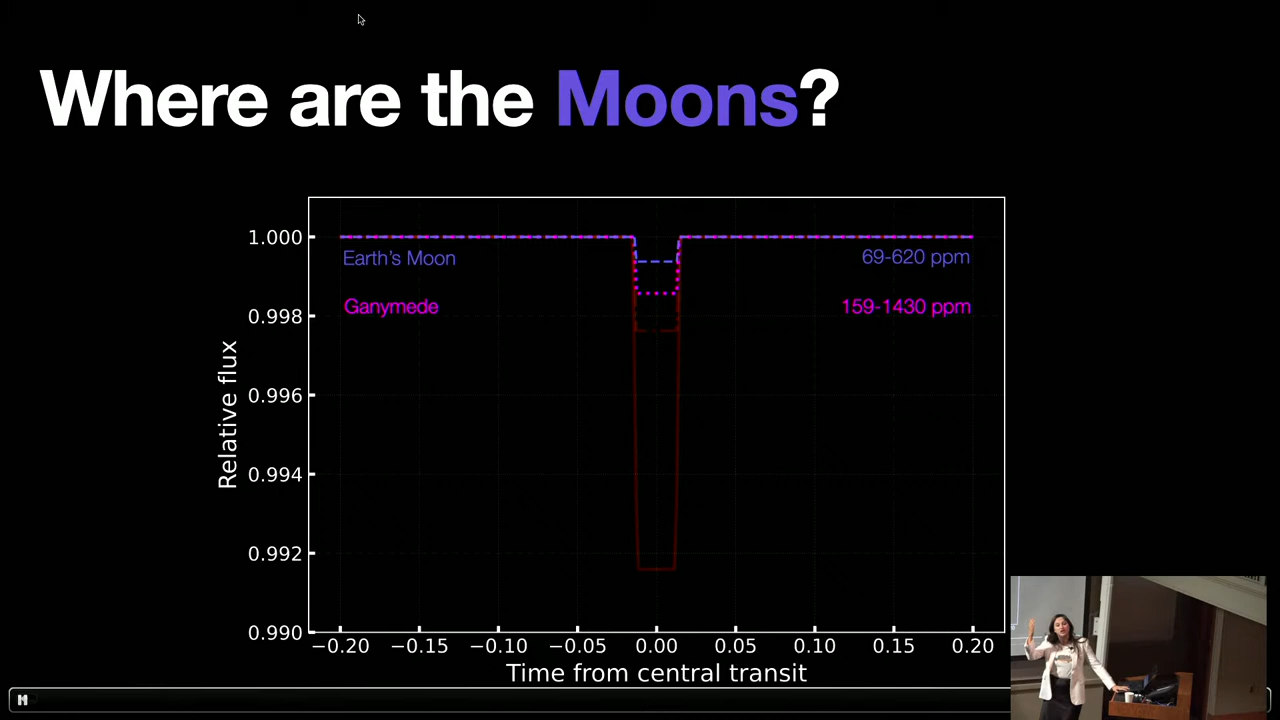 Where are the Moons?
1.000
Earth's Moon
69-620 ppm
Ganymede
159-1430 ppm
0.998
0.996
0.994
0.992
0.990
Relative flux
−0.20 −0.15 −0.10 −0.05 0.00 0.05 0.10 0.15 0.20
Time from central transit